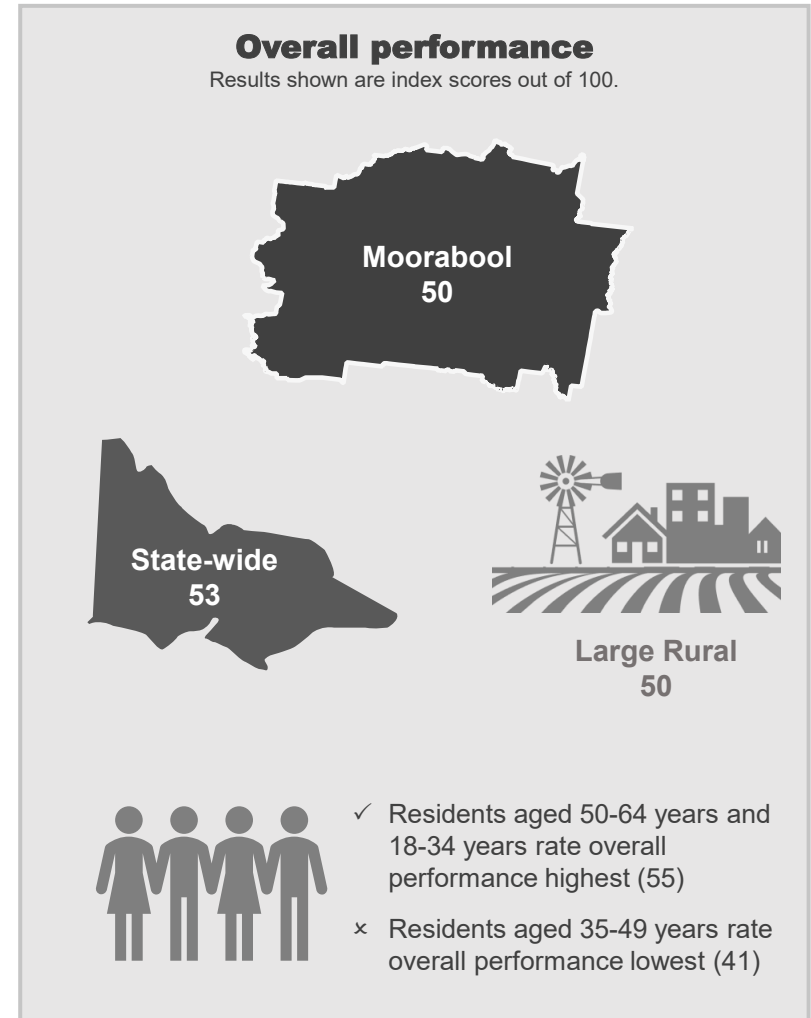 Overall performance
Results shown are index scores out of 100.
Moorabool
50
State-wide
53
Large Rural
50
✓ Residents aged 50-64 years and
18-34 years rate overall
performance highest (55)
× Residents aged 35-49 years rate
overall performance lowest (41)